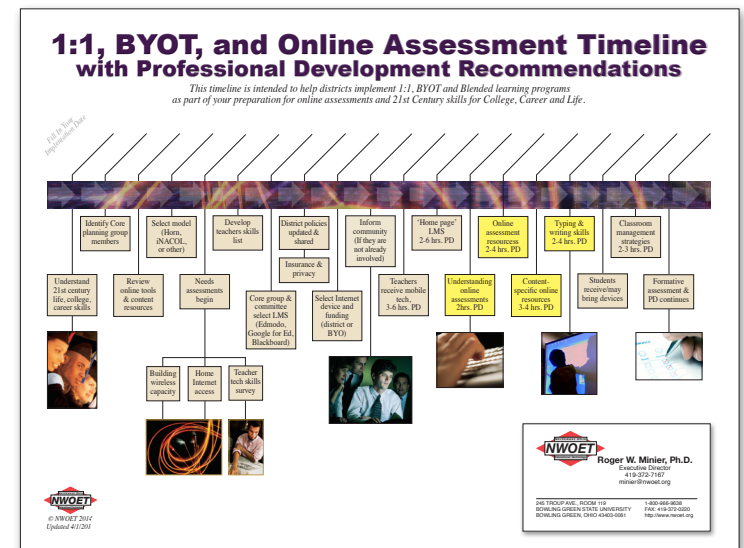 1:1, BYOT, and Online Assessment Timeline
with Professional Development Recommendations
This timeline is intended to help districts implement 1:1, BYOT and Blended learning programs
as part of your preparation for online assessments and 21st Century skills for College, Career and Life.
Fill In Your
Implementation Date
Identify Core
planning group
members
Select model
(Horn,
iNACOL,
or other)
Develop
teachers skills
list
District policies
updated &
shared
Insurance &
privacy
Inform
community
(If they are
not already
involved)
'Home page'
LMS
2-6 hrs. PD
Online
assessment
resourcess
2-4 hrs. PD
Typing &
writing skills
2-4 hrs. PD
Classroom
management
strategies
2-3 hrs. PD
Understand
21st century
life, college,
career skills
Review
online tools
& content
resources
Needs
assessments
begin
Core group &
committee
select LMS
(Edmodo,
Google for Ed,
Blackboard)
Select Internet
device and
funding
(district or
BYO)
Teachers
receive mobile
tech,
3-6 hrs. PD
Understanding
online
assessments
2hrs. PD
Content-
specific online
resources
3-4 hrs. PD
Students
receive/may
bring devices
Formative
assessment &
PD continues
Building
wireless
capacity
Home
Internet
access
Teacher
tech skills
survey
NWOET
© NWOET 2014
Updated 4/1/201
NWOET
Roger W. Minier, Ph.D.
Executive Director
419-372-7167
minier@nwoet.org
245 TROUP AVE., ROOM 119
BOWLING GREEN STATE UNIVERSITY
BOWLING GREEN, OHIO 43403-0061
1-800-966-9638
FAX: 419-372-0220
http://www.nwoet.org